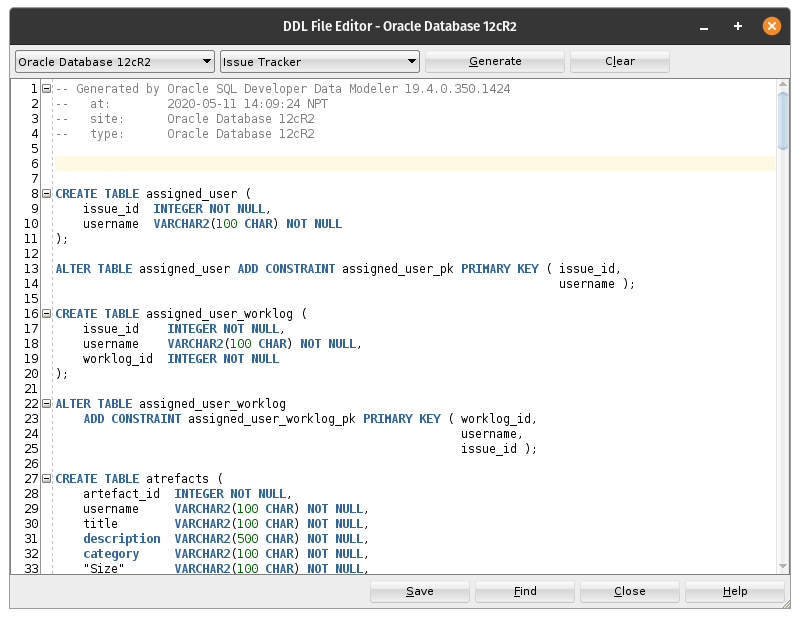 DDL File Editor - Oracle Database 12cR2
Oracle Database 12cR2 Issue Tracker Generate Clear
1 -- Generated by Oracle SQL Developer Data Modeler 19.4.0.350.1424
2 --   at:        2020-05-11 14:09:24 NPT
3 --   site:      Oracle Database 12cR2
4 --   type:      Oracle Database 12cR2
5
6
7
8 CREATE TABLE assigned_user (
9     issue_id  INTEGER NOT NULL,
10     username  VARCHAR2(100 CHAR) NOT NULL
11 );
12
13 ALTER TABLE assigned_user ADD CONSTRAINT assigned_user_pk PRIMARY KEY ( issue_id,
14                                                                         username );
15
16 CREATE TABLE assigned_user_worklog (
17     issue_id    INTEGER NOT NULL,
18     username    VARCHAR2(100 CHAR) NOT NULL,
19     worklog_id  INTEGER NOT NULL
20 );
21
22 ALTER TABLE assigned_user_worklog
23     ADD CONSTRAINT assigned_user_worklog_pk PRIMARY KEY ( worklog_id,
24                                                           username,
25                                                           issue_id );
26
27 CREATE TABLE atrefacts (
28     artefact_id  INTEGER NOT NULL,
29     username     VARCHAR2(100 CHAR) NOT NULL,
30     title        VARCHAR2(100 CHAR) NOT NULL,
31     description  VARCHAR2(500 CHAR) NOT NULL,
32     category     VARCHAR2(100 CHAR) NOT NULL,
33     "Size"       VARCHAR2(100 CHAR) NOT NULL,
Save Find Close Help